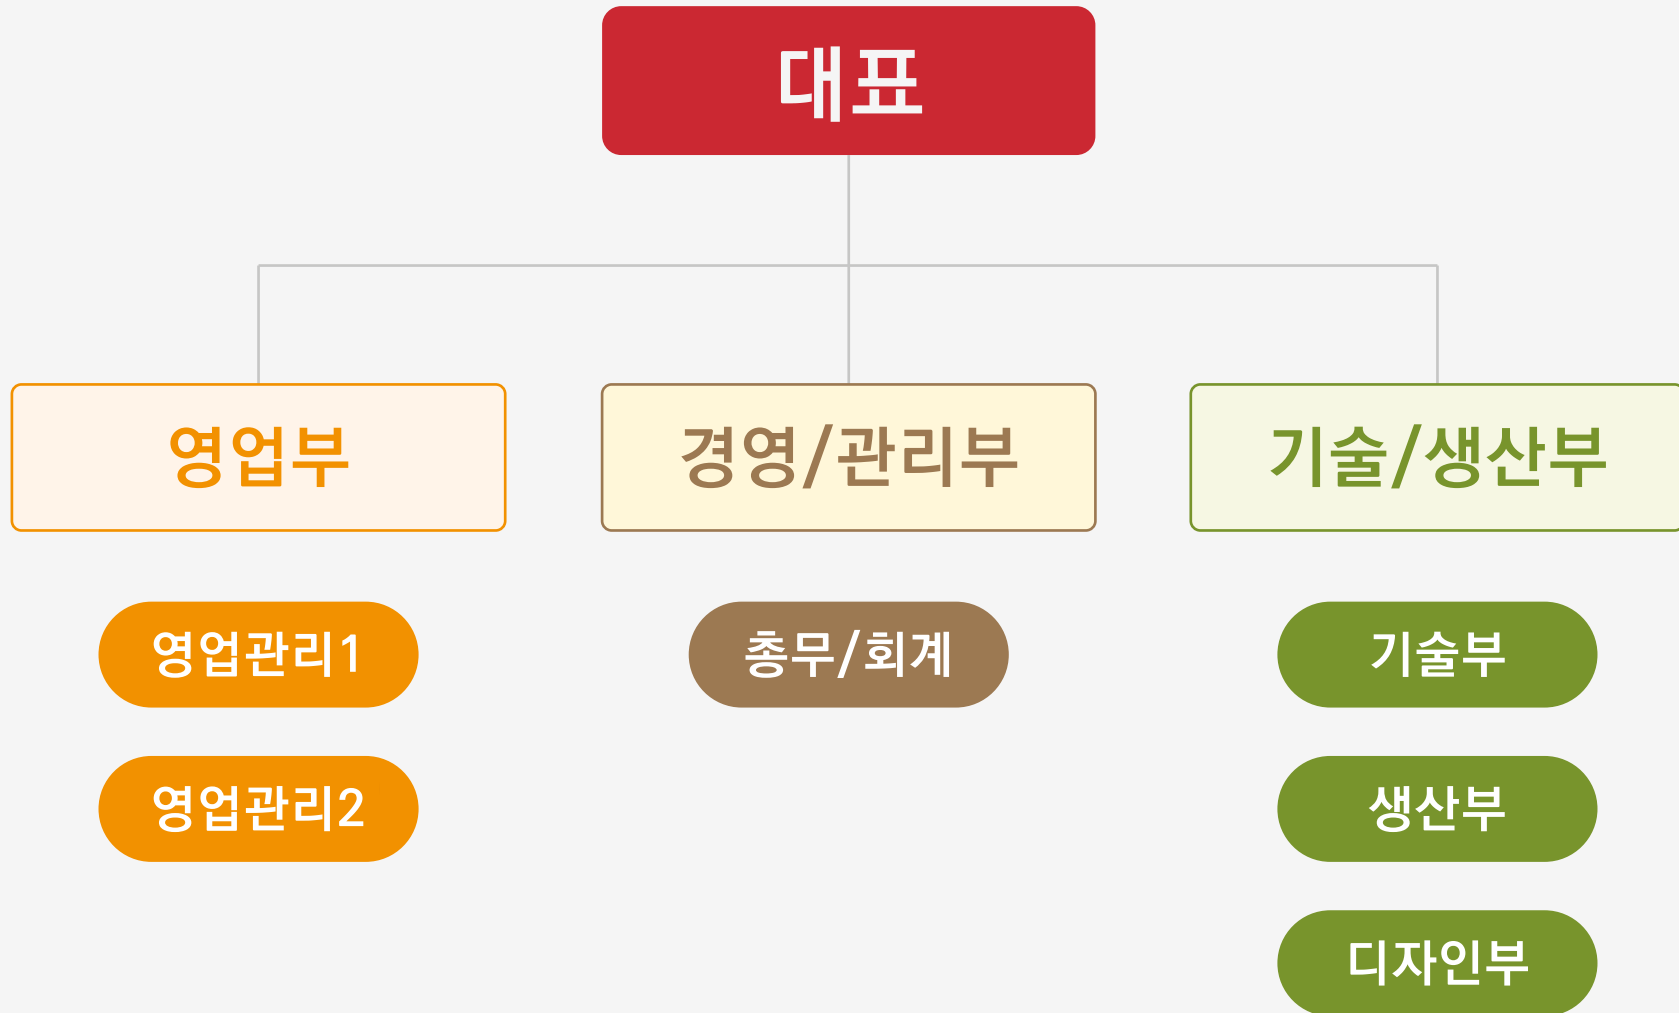 대표
영업부
경영/관리부
기술/생산부
영업관리1
총무/회계
기술부
영업관리2
생산부
디자인부